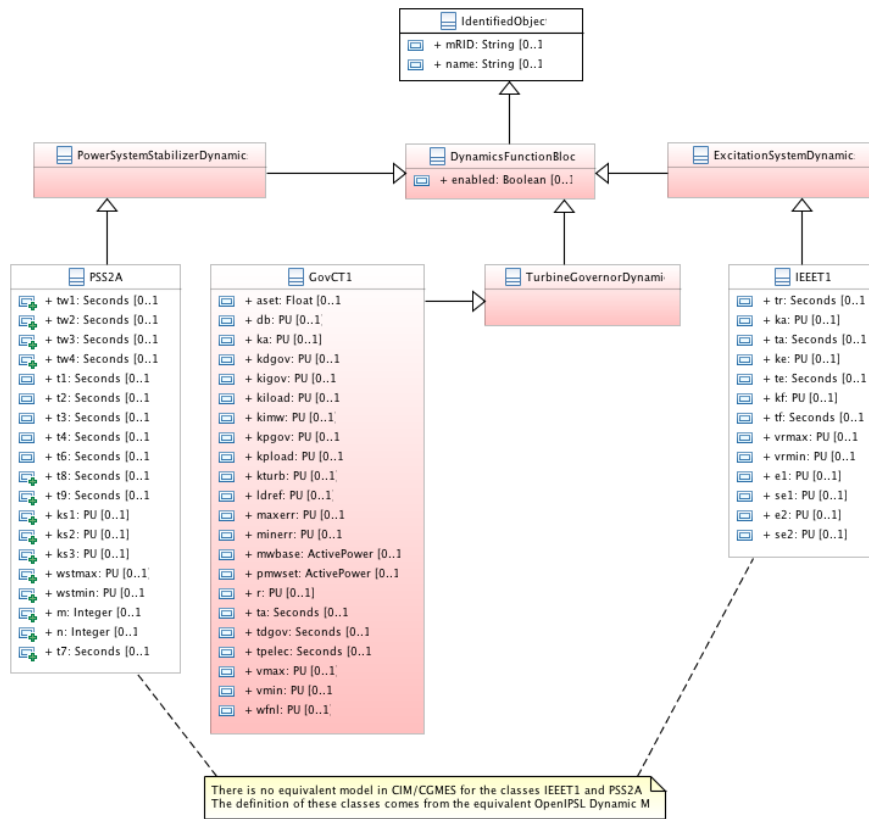 IdentifiedObjec
+ mRID: String [0..1
+ name: String [0..1
PowerSystemStabilizerDynamic
DynamicsFunctionBloc
+ enabled: Boolean [0..1
ExcitationSystemDynamic
PSS2A
+ tw1: Seconds [0..1
+ tw2: Seconds [0..1
+ tw3: Seconds [0..1
+ tw4: Seconds [0..1
+ t1: Seconds [0..1
+ t2: Seconds [0..1
+ t3: Seconds [0..1
+ t4: Seconds [0..1
+ t6: Seconds [0..1
+ t8: Seconds [0..1
+ t9: Seconds [0..1
+ ks1: PU [0..1]
+ ks2: PU [0..1]
+ ks3: PU [0..1]
+ wstmax: PU [0..1
+ wstmin: PU [0..1
+ m: Integer [0..1
+ n: Integer [0..1
+ t7: Seconds [0..1
GovCT1
+ aset: Float [0..1
+ db: PU [0..1]
+ ka: PU [0..1]
+ kdgov: PU [0..1
+ kigov: PU [0..1
+ kiload: PU [0..1
+ kimw: PU [0..1
+ kpgov: PU [0..1
+ kpload: PU [0..1
+ kturb: PU [0..1
+ ldref: PU [0..1
+ maxerr: PU [0..1
+ minerr: PU [0..1
+ mwbase: ActivePower [0..1
+ pmwset: ActivePower [0..1
+ r: PU [0..1]
+ ta: Seconds [0..1
+ tdgov: Seconds [0..1
+ tpelec: Seconds [0..1
+ vmax: PU [0..1
+ vmin: PU [0..1
+ wfnl: PU [0..1
TurbineGovernorDynami
IEEET1
+ tr: Seconds [0..1
+ ka: PU [0..1]
+ ta: Seconds [0..1
+ ke: PU [0..1]
+ te: Seconds [0..1
+ kf: PU [0..1]
+ tf: Seconds [0..1
+ vrmax: PU [0..1
+ vrmin: PU [0..1
+ e1: PU [0..1]
+ se1: PU [0..1]
+ e2: PU [0..1]
+ se2: PU [0..1]
There is no equivalent model in CIM/CGMES for the classes IEEET1 and PSS2A
The definition of these classes comes from the equivalent OpenIPSL Dynamic M